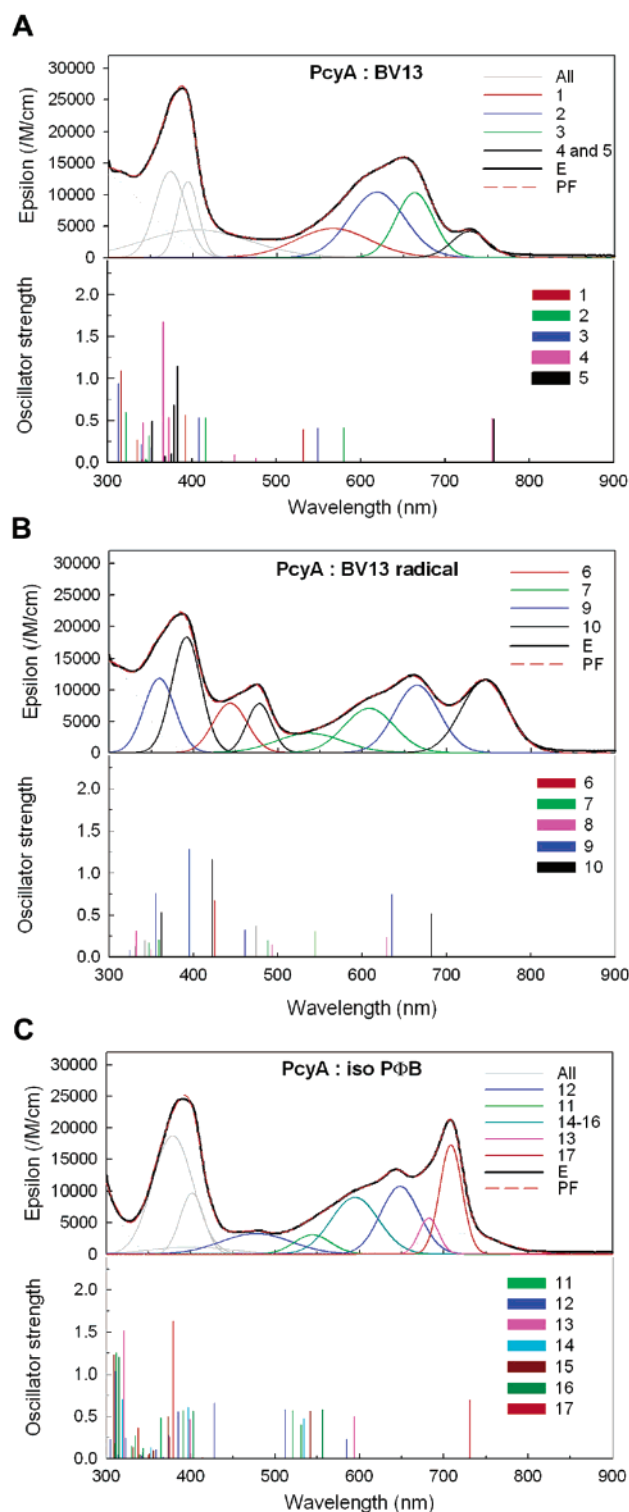 A
PcyA : BV13
30000
25000
20000
15000
10000
5000
0
Epsilon (/M/cm)
All
1
2
3
4 and 5
E
PF
2.0
1.5
1.0
0.5
0.0
Oscillator strength
1
2
3
4
5
300 400 500 600 700 800 900
Wavelength (nm)
B
PcyA : BV13 radical
30000
25000
20000
15000
10000
5000
0
Epsilon (/M/cm)
6
7
9
10
E
PF
2.0
1.5
1.0
0.5
0.0
Oscillator strength
6
7
8
9
10
300 400 500 600 700 800 900
Wavelength (nm)
C
PcyA : iso PΦB
30000
25000
20000
15000
10000
5000
0
Epsilon (/M/cm)
All
12
11
14-16
13
17
E
PF
2.0
1.5
1.0
0.5
0.0
Oscillator strength
11
12
13
14
15
16
17
300 400 500 600 700 800 900
Wavelength (nm)